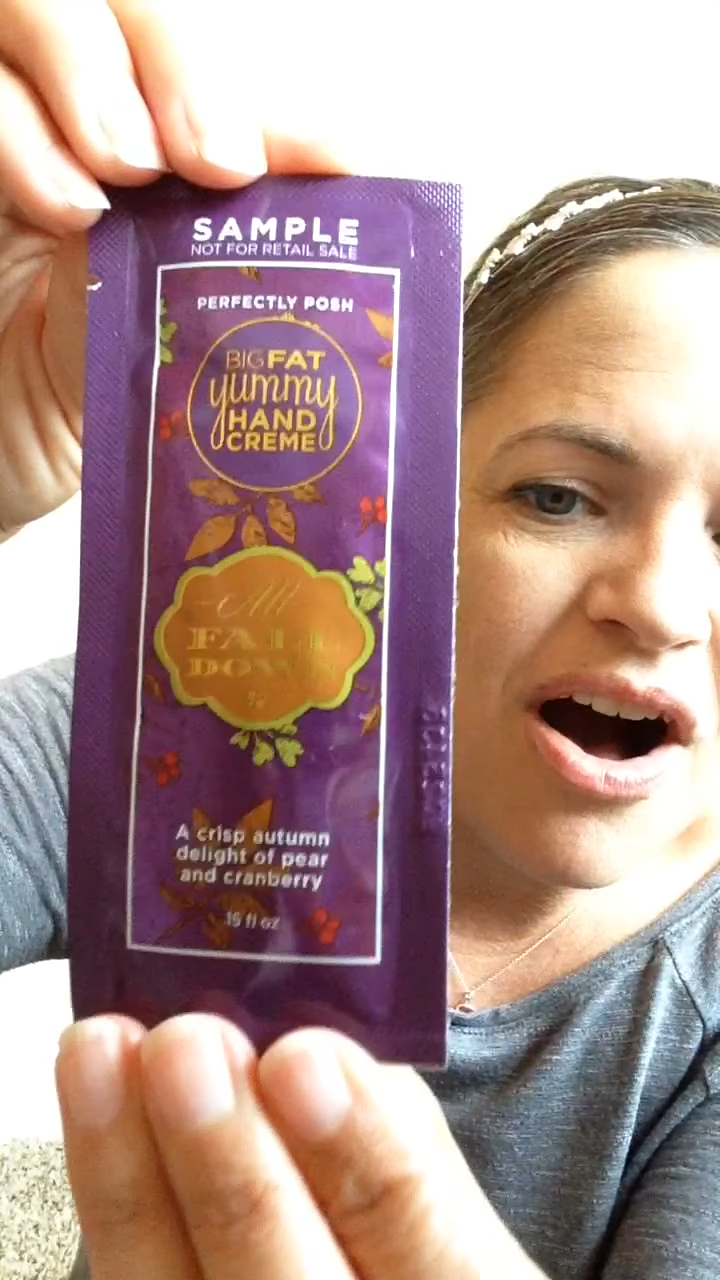 SAMPLE
NOT FOR RETAIL SALE
PERFECTLY POSH
BIG FAT
yummy
HAND
CREME
All
FALL
DOWN
A crisp autumn
delight of pear
and cranberry
.15 fl oz